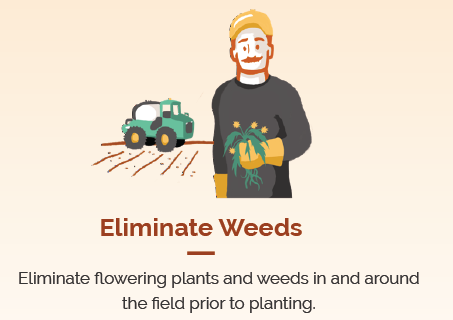 Eliminate Weeds
Eliminate flowering plants and weeds in and around
the field prior to planting.